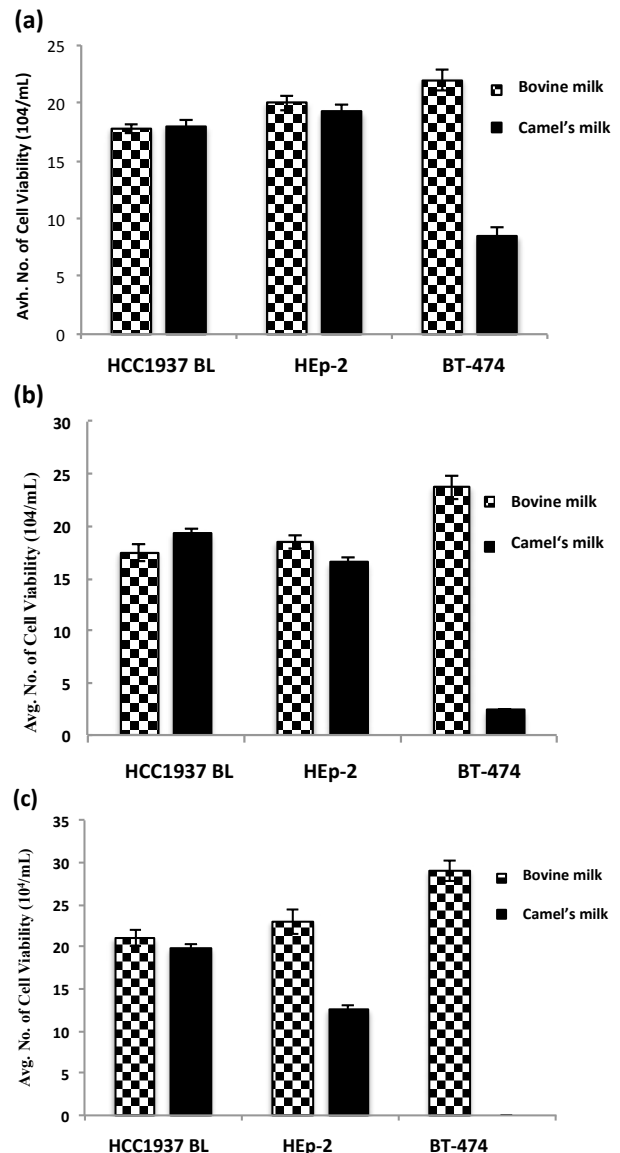 (a)
Avh. No. of Cell Viability (104/mL)
25
20
15
10
5
0
Bovine milk
Camel's milk
HCC1937 BL HEp-2 BT-474
(b)
Avg. No. of Cell Viability (104/mL)
30
25
20
15
10
5
0
Bovine milk
Camel‘s milk
HCC1937 BL HEp-2 BT-474
(c)
Avg. No. of Cell Viability (10⁴/mL)
35
30
25
20
15
10
5
0
Bovine milk
Camel’s milk
HCC1937 BL HEp-2 BT-474